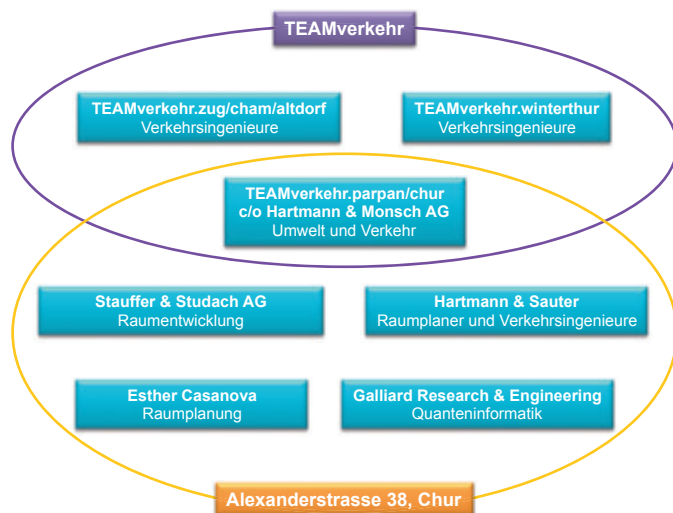 TEAMverkehr
TEAMverkehr.zug/cham/altdorf
Verkehrsingenieure
TEAMverkehr.winterthur
Verkehrsingenieure
TEAMverkehr.parpan/chur
c/o Hartmann & Monsch AG
Umwelt und Verkehr
Stauffer & Studach AG
Raumentwicklung
Hartmann & Sauter
Raumplaner und Verkehrsingenieure
Esther Casanova
Raumplanung
Galliard Research & Engineering
Quanteninformatik
Alexanderstrasse 38, Chur